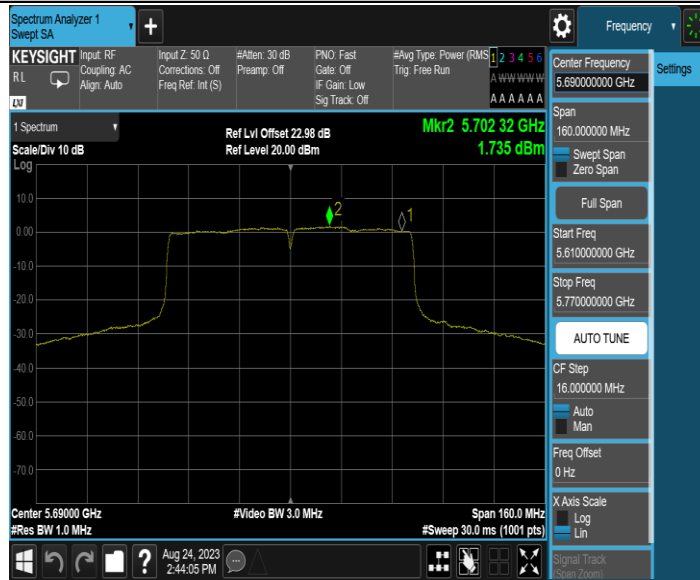 Spectrum Analyzer 1
Swept SA
Frequency
KEYSIGHT
RL
LXI
Input: RF
Coupling: AC
Align: Auto
Input Z: 50 Ω
Corrections: Off
Freq Ref: Int (S)
#Atten: 30 dB
Preamp: Off
PNO: Fast
Gate: Off
IF Gain: Low
Sig Track: Off
#Avg Type: Power (RMS
Trig: Free Run
1 2 3 4 5 6
A WW WW W
A A A A A A
1 Spectrum
Scale/Div 10 dB
Log
Ref Lvl Offset 22.98 dB
Ref Level 20.00 dBm
Mkr2 5.702 32 GHz
1.735 dBm
10.0
0.00
-10.0
-20.0
-30.0
-40.0
-50.0
-60.0
-70.0
2
1
Center 5.69000 GHz
#Res BW 1.0 MHz
#Video BW 3.0 MHz
Span 160.0 MHz
#Sweep 30.0 ms (1001 pts)
Aug 24, 2023
2:44:05 PM
Settings
Center Frequency
5.690000000 GHz
Span
160.000000 MHz
Swept Span
Zero Span
Full Span
Start Freq
5.610000000 GHz
Stop Freq
5.770000000 GHz
AUTO TUNE
CF Step
16.000000 MHz
Auto
Man
Freq Offset
0 Hz
X Axis Scale
Log
Lin
Signal Track
(Span Zoom)